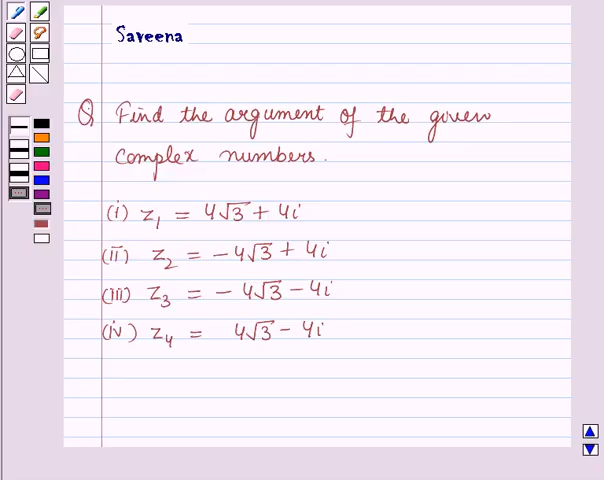 Saveena
Q Find the argument of the given
complex numbers.
(i) z₁ = 4√3 + 4i
(ii) z₂ = -4√3 + 4i
(iii) z₃ = -4√3 - 4i
(iv) z₄ = 4√3 - 4i